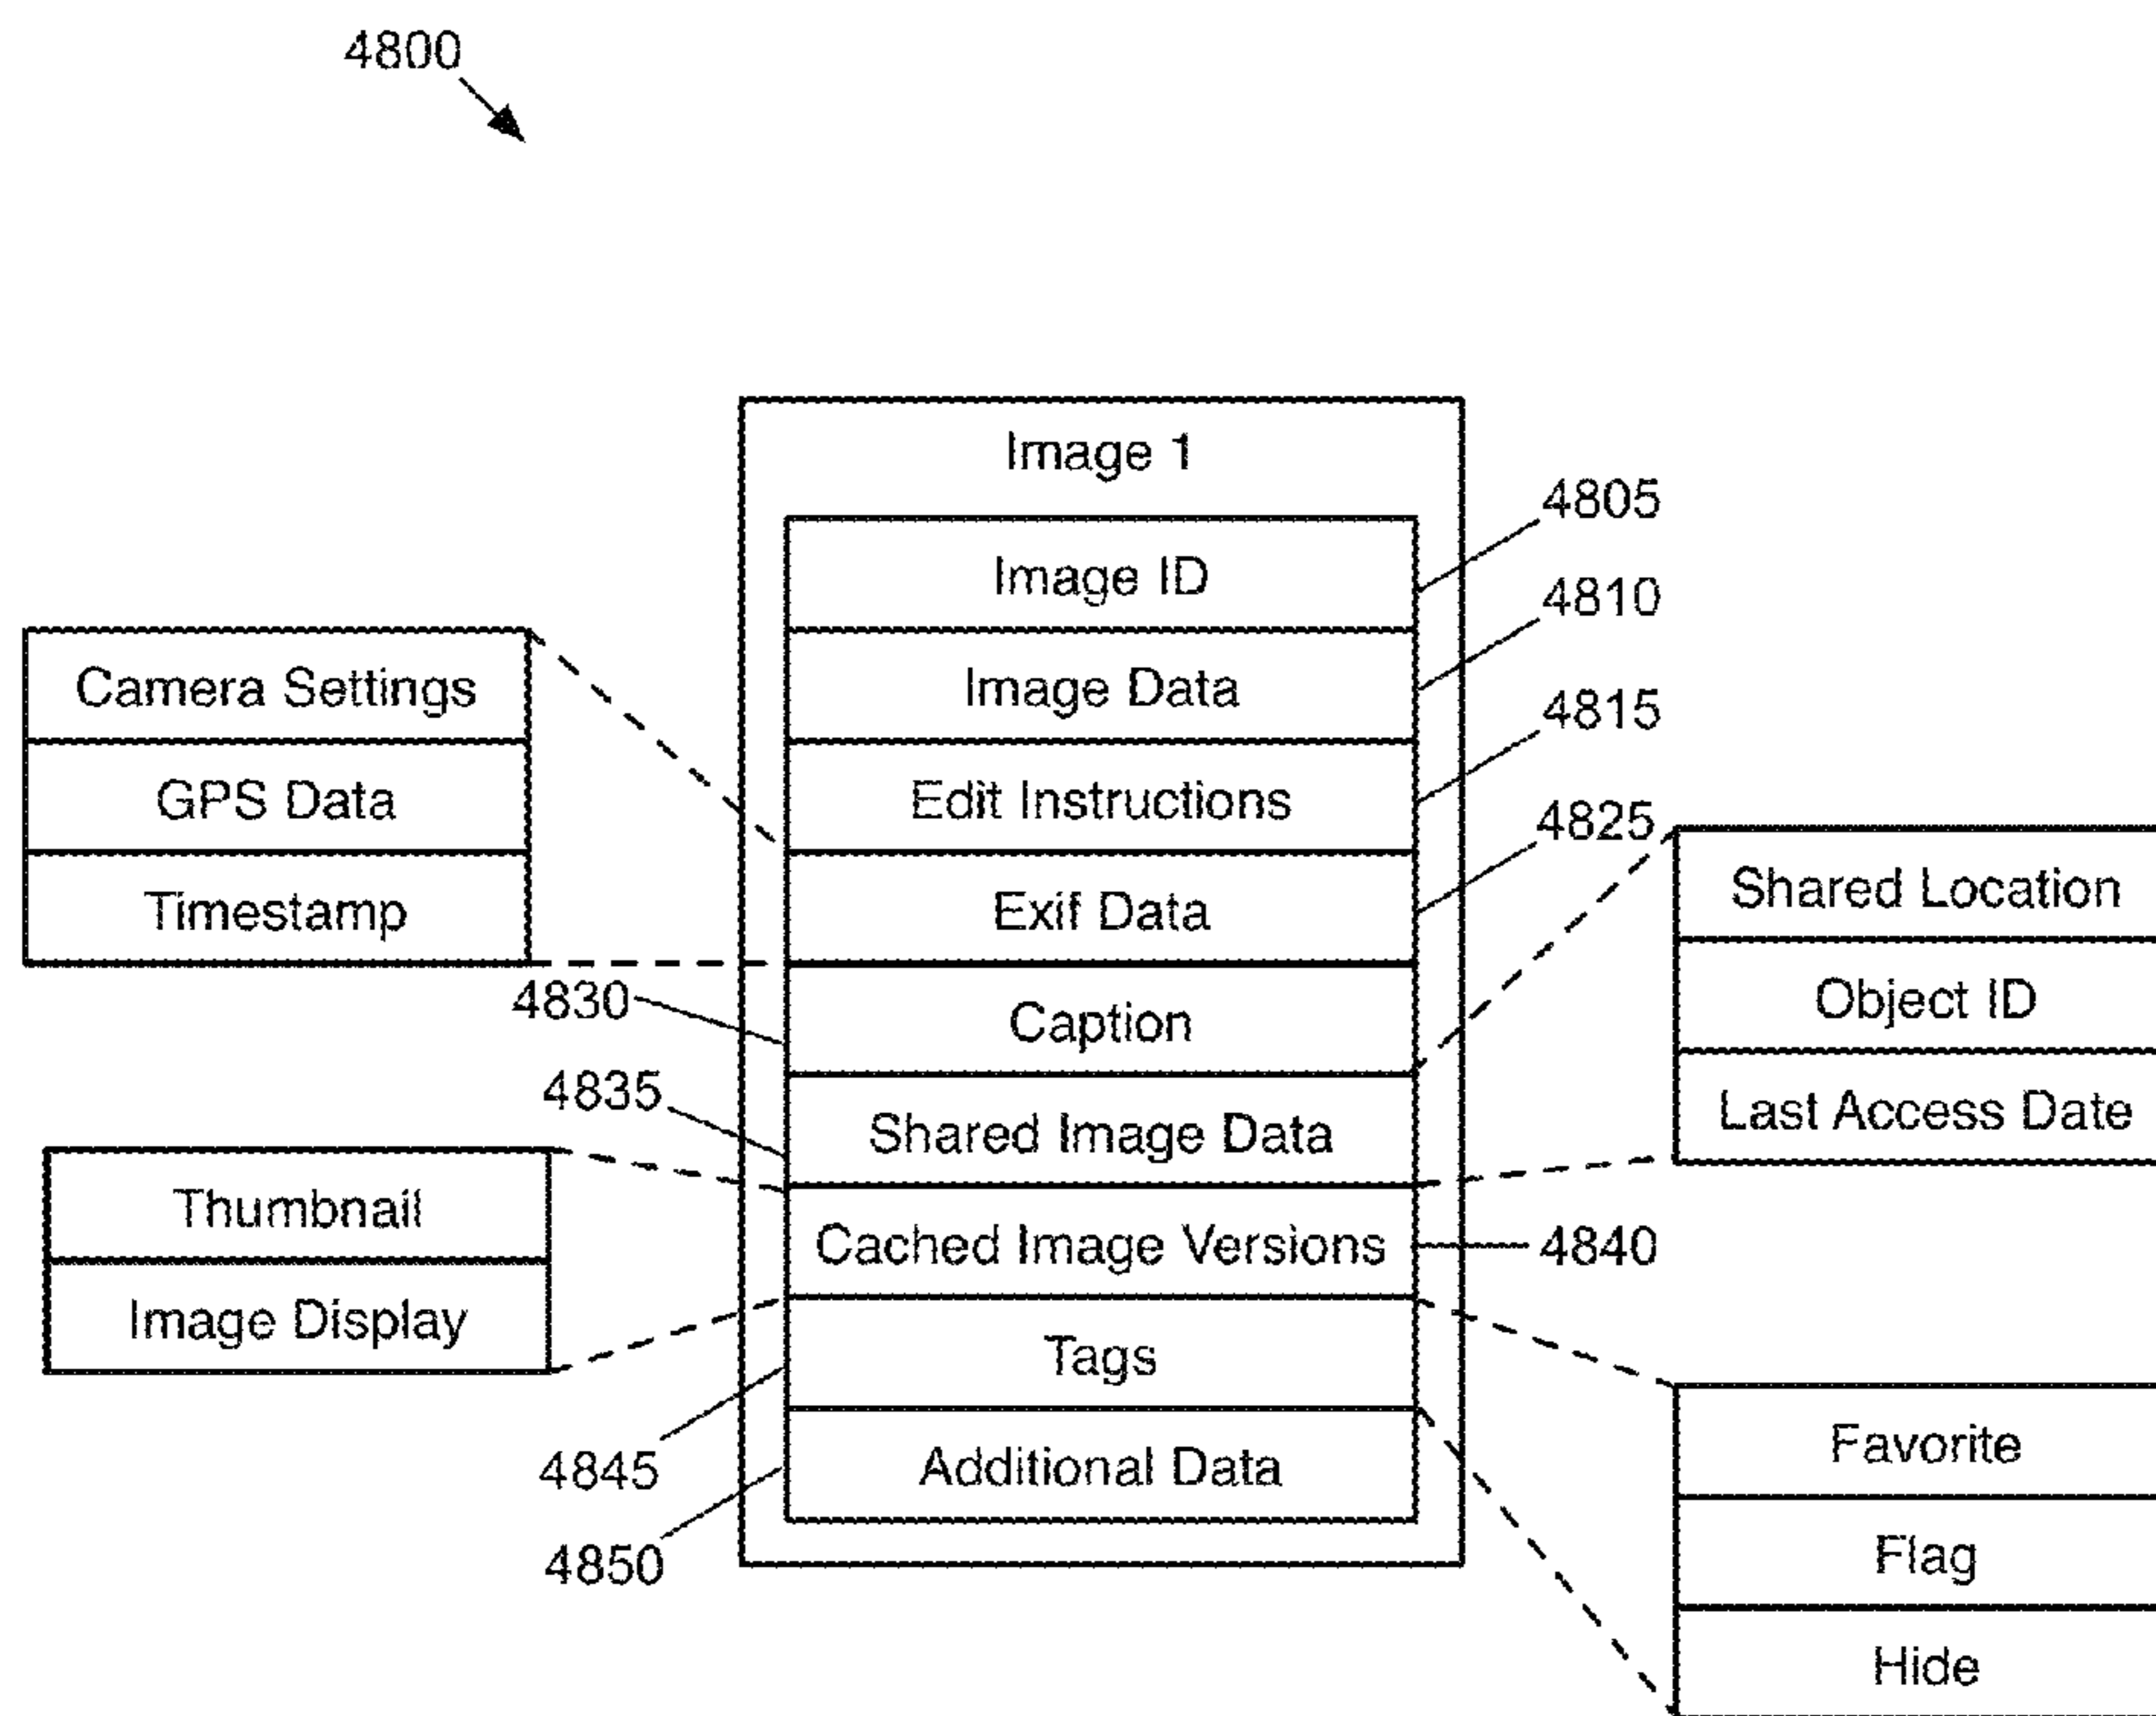 4800
Image 1
Image ID
4805
Image Data
4810
Edit Instructions
4815
Exif Data
4825
Camera Settings
GPS Data
Timestamp
Caption
4830
Shared Image Data
4835
Shared Location
Object ID
Last Access Date
Cached Image Versions
4840
Thumbnail
Image Display
Tags
4845
Favorite
Flag
Hide
Additional Data
4850